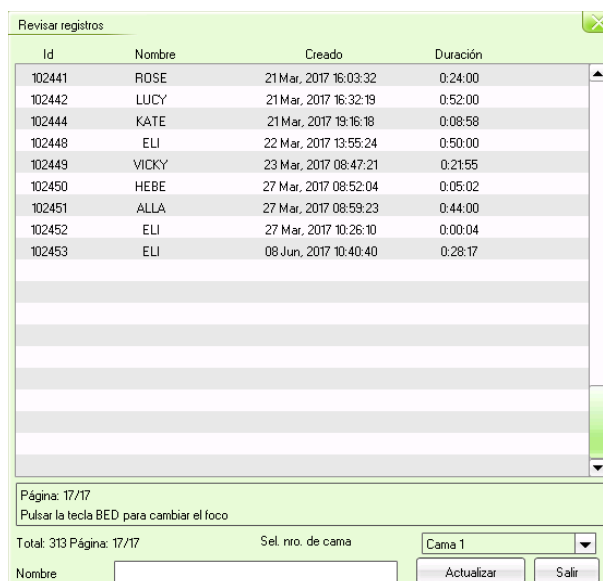 Revisar registros
Id Nombre Creado Duración
102441 ROSE 21 Mar, 2017 16:03:32 0:24:00
102442 LUCY 21 Mar, 2017 16:32:19 0:52:00
102444 KATE 21 Mar, 2017 19:16:18 0:08:58
102448 ELI 22 Mar, 2017 13:55:24 0:50:00
102449 VICKY 23 Mar, 2017 08:47:21 0:21:55
102450 HEBE 27 Mar, 2017 08:52:04 0:05:02
102451 ALLA 27 Mar, 2017 08:59:23 0:44:00
102452 ELI 27 Mar, 2017 10:26:10 0:00:04
102453 ELI 08 Jun, 2017 10:40:40 0:28:17
Página: 17/17
Pulsar la tecla BED para cambiar el foco
Total: 313 Página: 17/17 Sel. nro. de cama Cama 1
Nombre Actualizar Salir